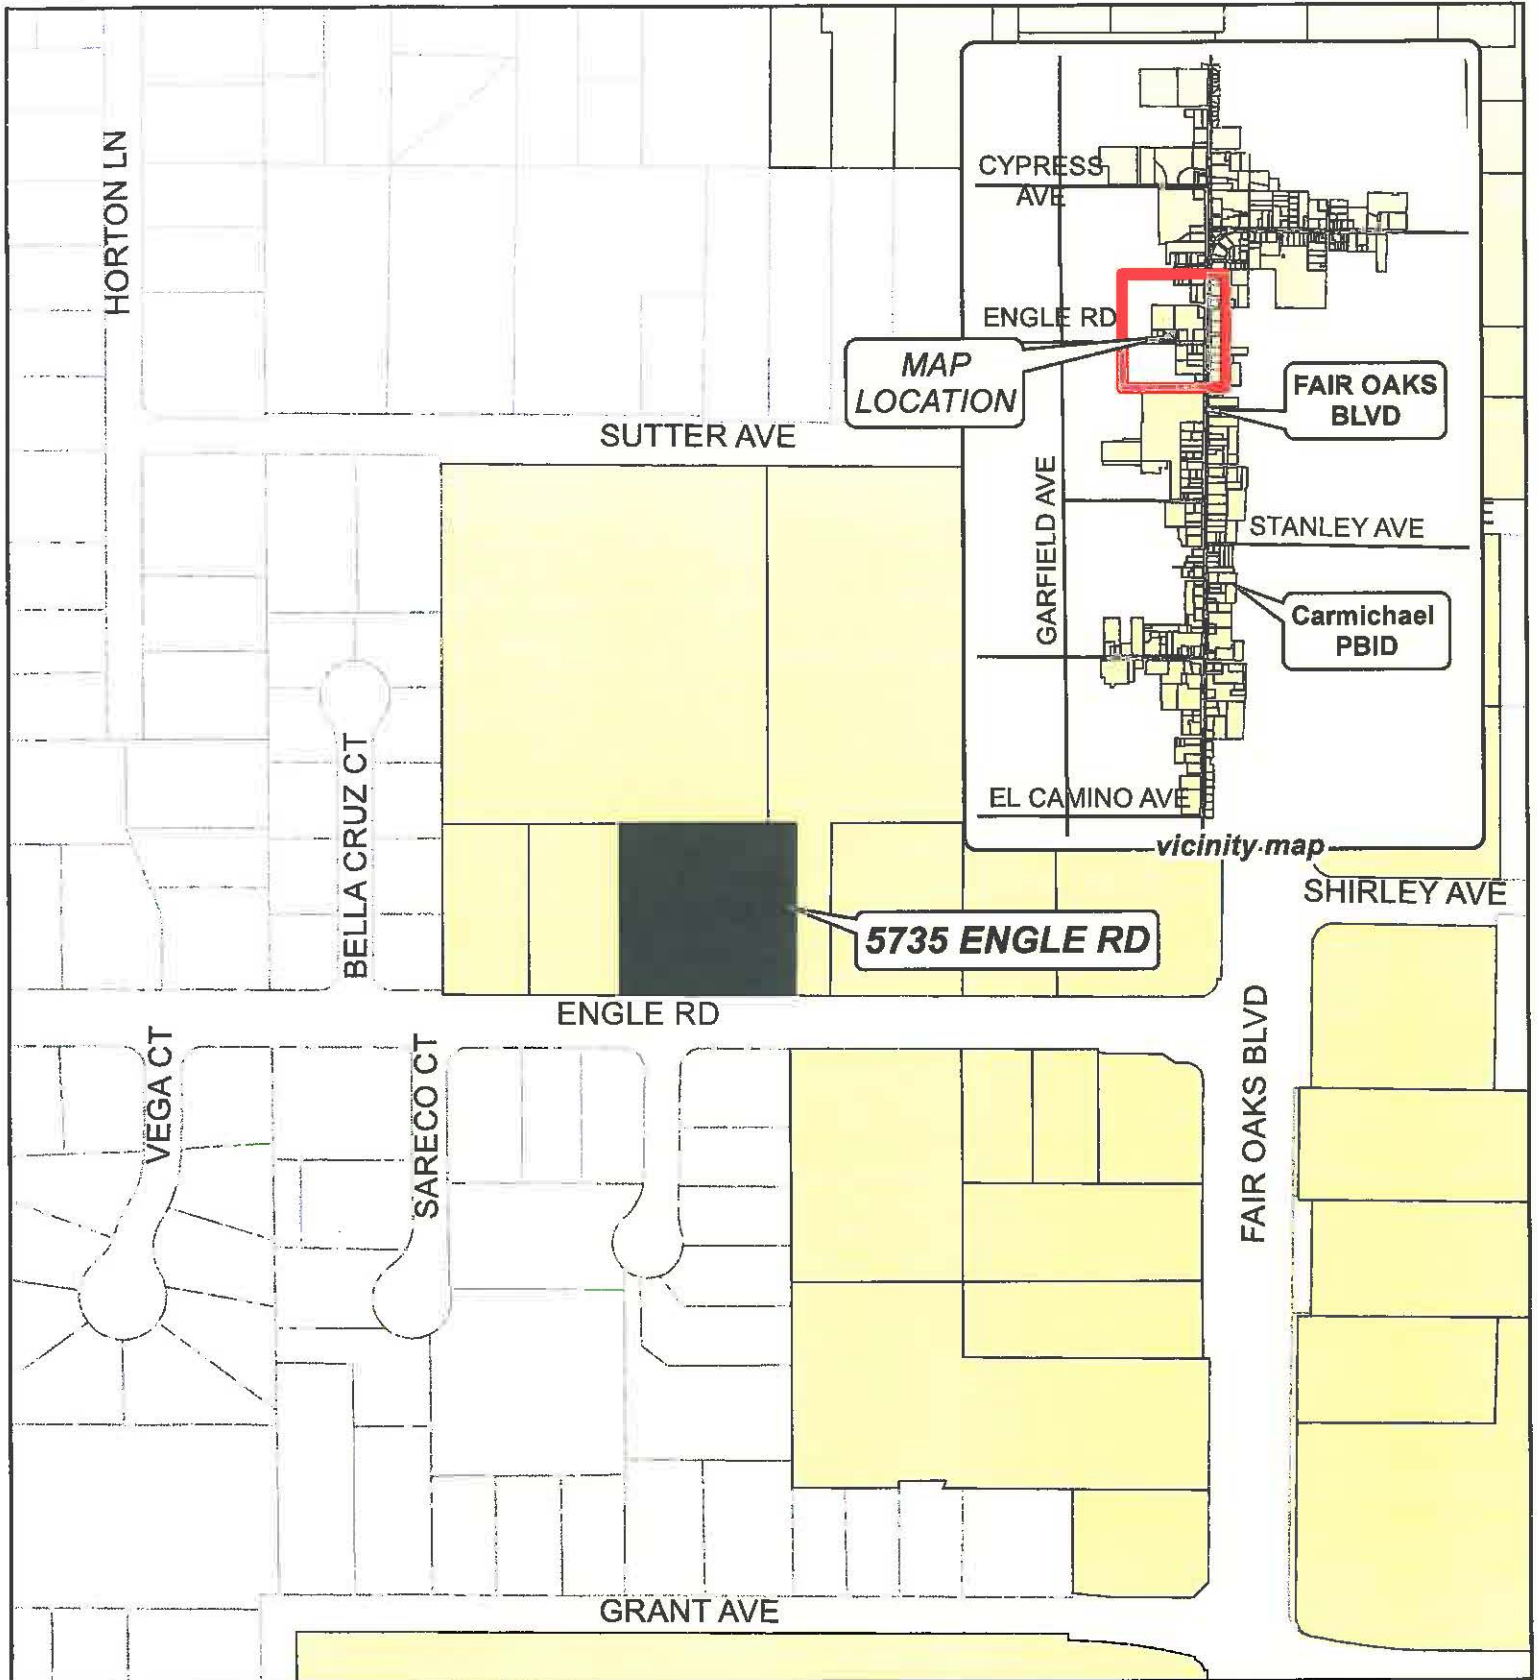 HORTON LN
CYPRESS
AVE
ENGLE RD
MAP
LOCATION
FAIR OAKS
BLVD
SUTTER AVE
GARFIELD AVE
STANLEY AVE
Carmichael
PBID
EL CAMINO AVE
vicinity map
BELLA CRUZ CT
SHIRLEY AVE
5735 ENGLE RD
ENGLE RD
VEGA CT
SARECO CT
FAIR OAKS BLVD
GRANT AVE